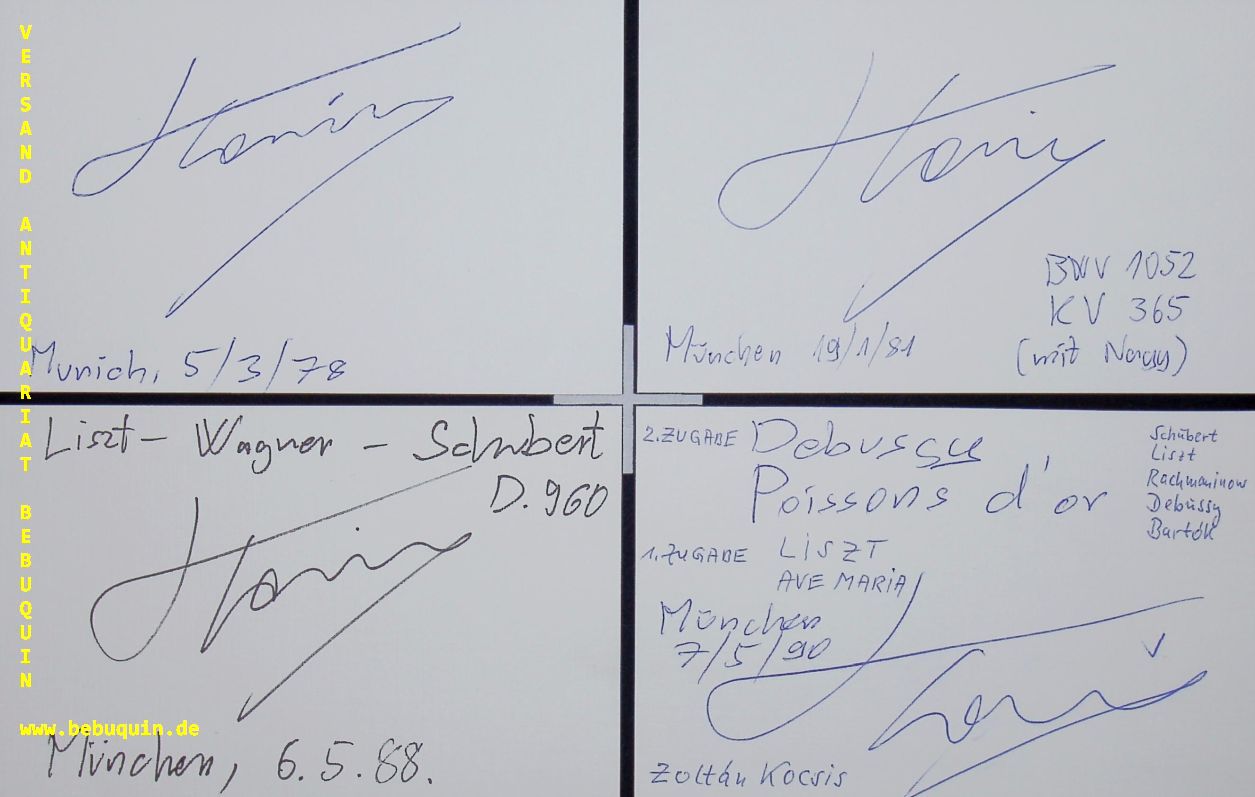 VERSAND ANTIQUARIAT BEBUQUIN
www.bebuquin.de
Munich, 5/3/78
BWV 1052
KV 365
(mit Nagy)
München 19/1/81
Liszt - Wagner - Schubert
D. 960
München, 6.5.88.
2. ZUGABE Debussy
Poissons d'or
Schubert
Liszt
Rachmaninow
Debussy
Bartók
1. ZUGABE LISZT
AVE MARIA
München
7/5/90
Zoltán Kocsis